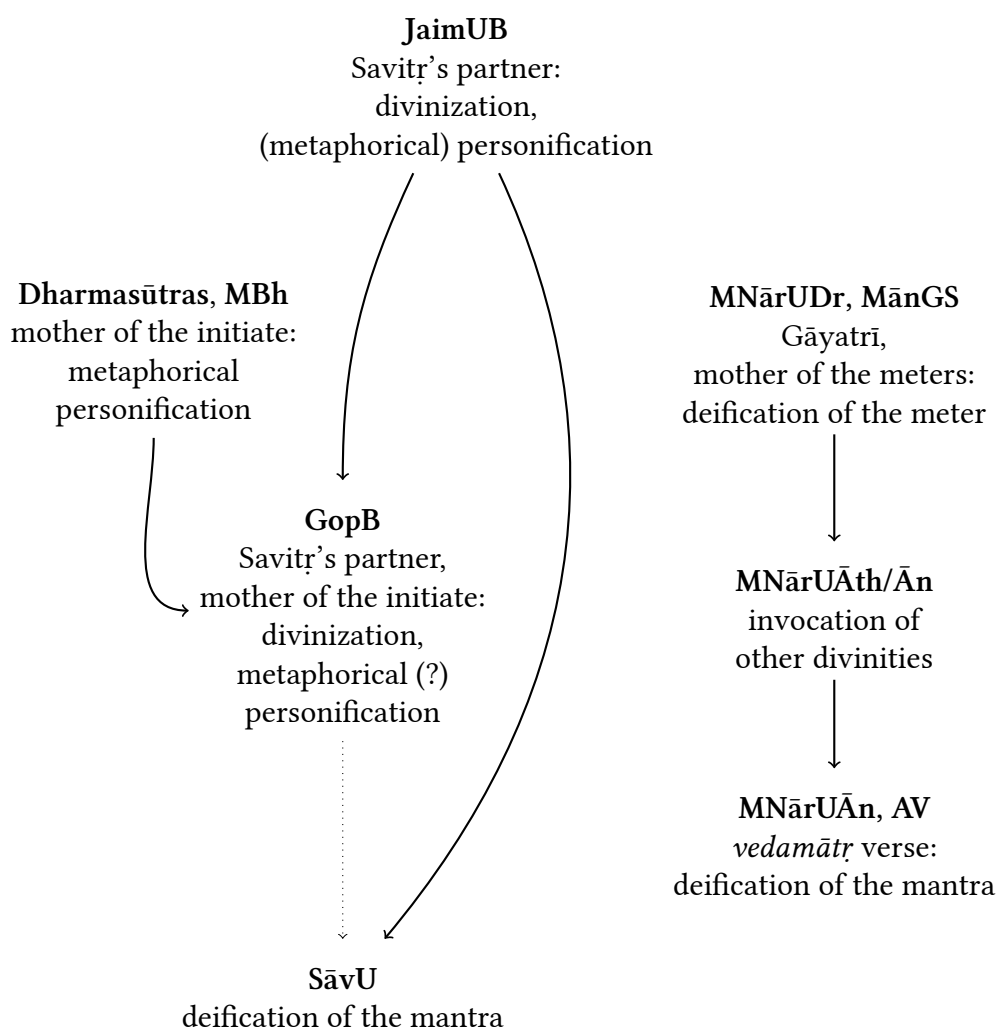 JaimUB
Savitṛ’s partner:
divinization,
(metaphorical) personification
Dharmasūtras, MBh
mother of the initiate:
metaphorical
personification
MNārUDr, MānGS
Gāyatrī,
mother of the meters:
deification of the meter
GopB
Savitṛ’s partner,
mother of the initiate:
divinization,
metaphorical (?)
personification
MNārUĀth/Ān
invocation of
other divinities
MNārUĀn, AV
vedamātṛ verse:
deification of the mantra
SāvU
deification of the mantra